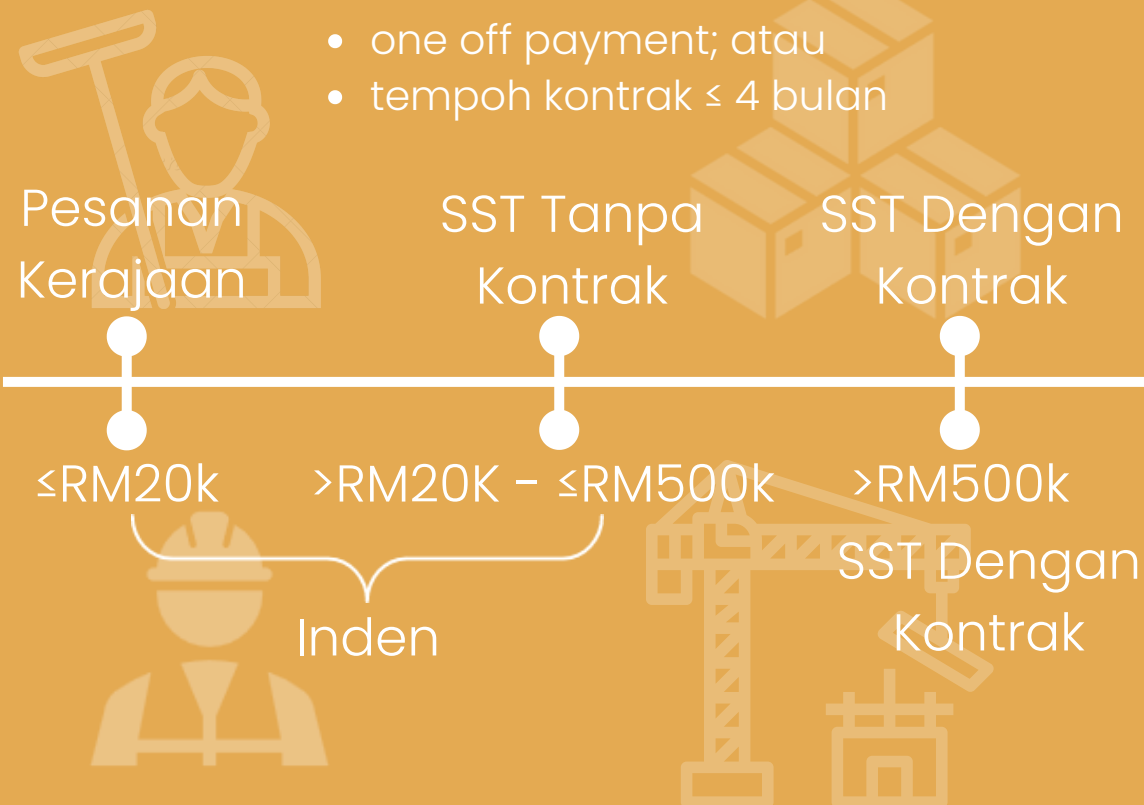 • one off payment; atau
• tempoh kontrak ≤ 4 bulan
Pesanan
Kerajaan
SST Tanpa
Kontrak
SST Dengan
Kontrak
≤RM20k
>RM20K - ≤RM500k
>RM500k
Inden
SST Dengan
Kontrak